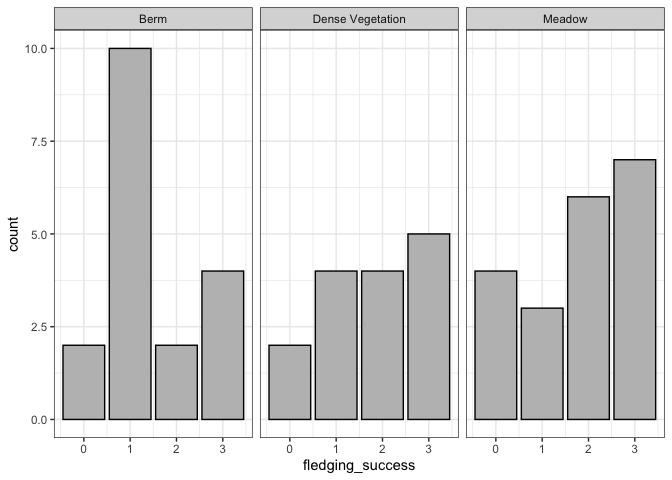 Berm Dense Vegetation Meadow
10.0
7.5
5.0
2.5
0.0
count
0 1 2 3 0 1 2 3 0 1 2 3
fledging_success